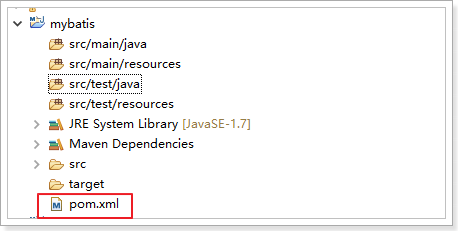 mybatis
src/main/java
src/main/resources
src/test/java
src/test/resources
JRE System Library [JavaSE-1.7]
Maven Dependencies
src
target
pom.xml